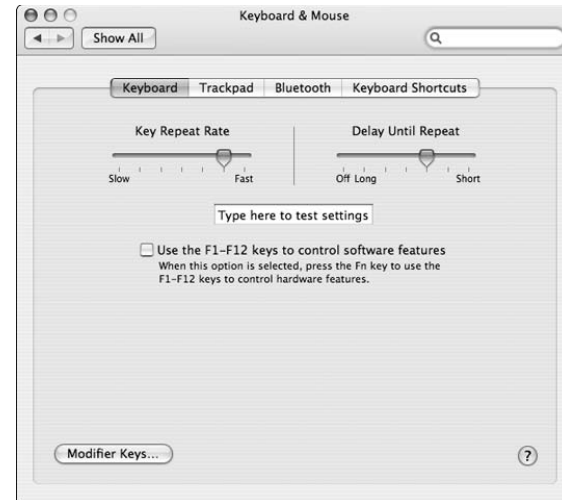 Keyboard & Mouse
Show All
Keyboard Trackpad Bluetooth Keyboard Shortcuts
Key Repeat Rate Delay Until Repeat
Slow Fast Off Long Short
Type here to test settings
Use the F1–F12 keys to control software features
When this option is selected, press the Fn key to use the
F1–F12 keys to control hardware features.
Modifier Keys... ?